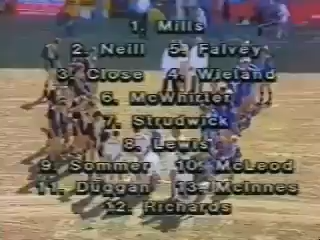 1. Mills
2. Neill 5. Falvey
3. Close 4. Wieland
6. McWhirter
7. Strudwick
8. Lewis
9. Sommer 10. McLeod
11. Duggan 13. McInnes
12. Richards